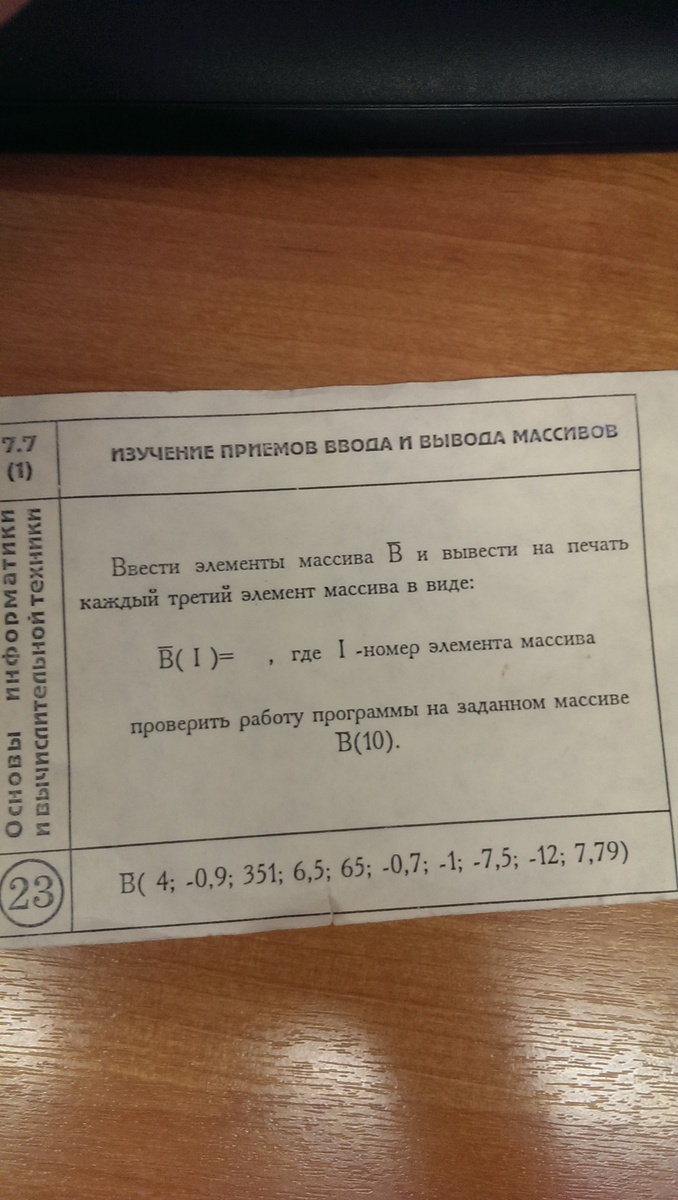 7.7
(1)
ИЗУЧЕНИЕ ПРИЕМОВ ВВОДА И ВЫВОДА МАССИВОВ
Основы информатики
и вычислительной техники
Ввести элементы массива B̅ и вывести на печать
каждый третий элемент массива в виде:
B̅( I )= , где I -номер элемента массива
проверить работу программы на заданном массиве
B̅(10).
23
B̅( 4; -0,9; 351; 6,5; 65; -0,7; -1; -7,5; -12; 7,79)